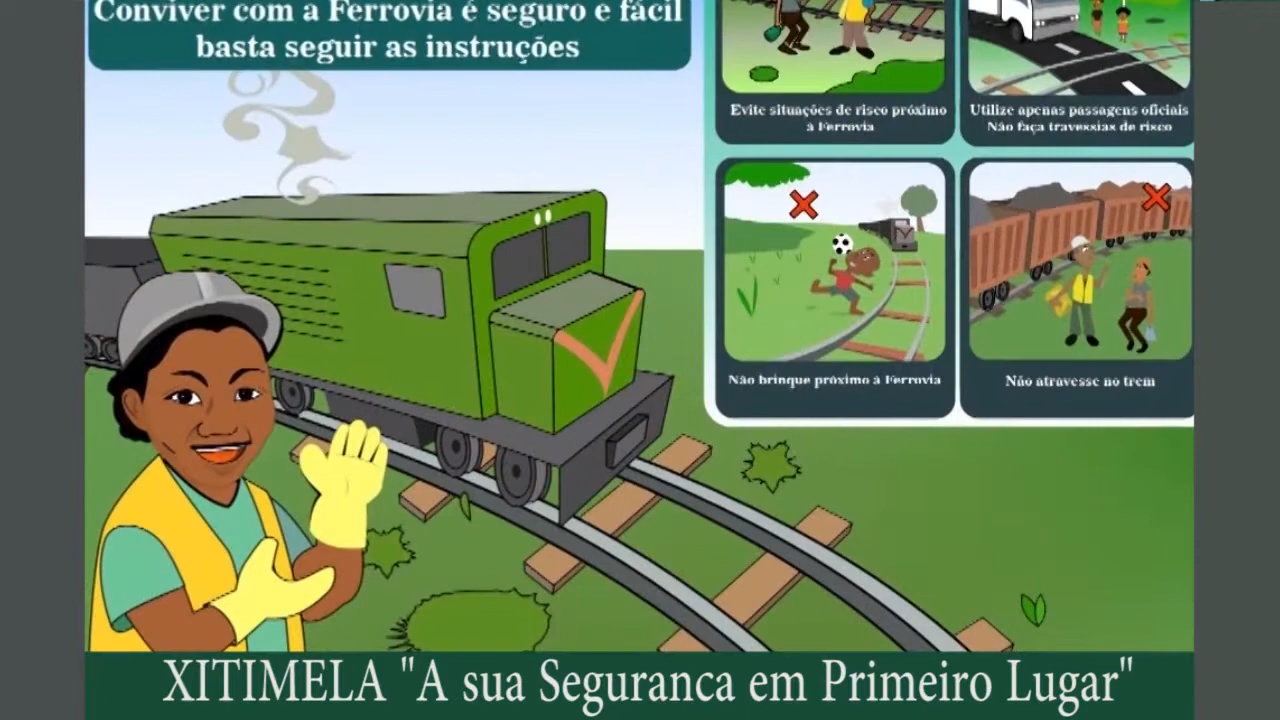 Conviver com a Ferrovia é seguro e fácil
basta seguir as instruções
Evite situações de risco próximo
à Ferrovia
Utilize apenas passagens oficiais
Não faça travessias de risco
Não brinque próximo à Ferrovia
Não atravesse no trem
XITIMELA "A sua Seguranca em Primeiro Lugar"